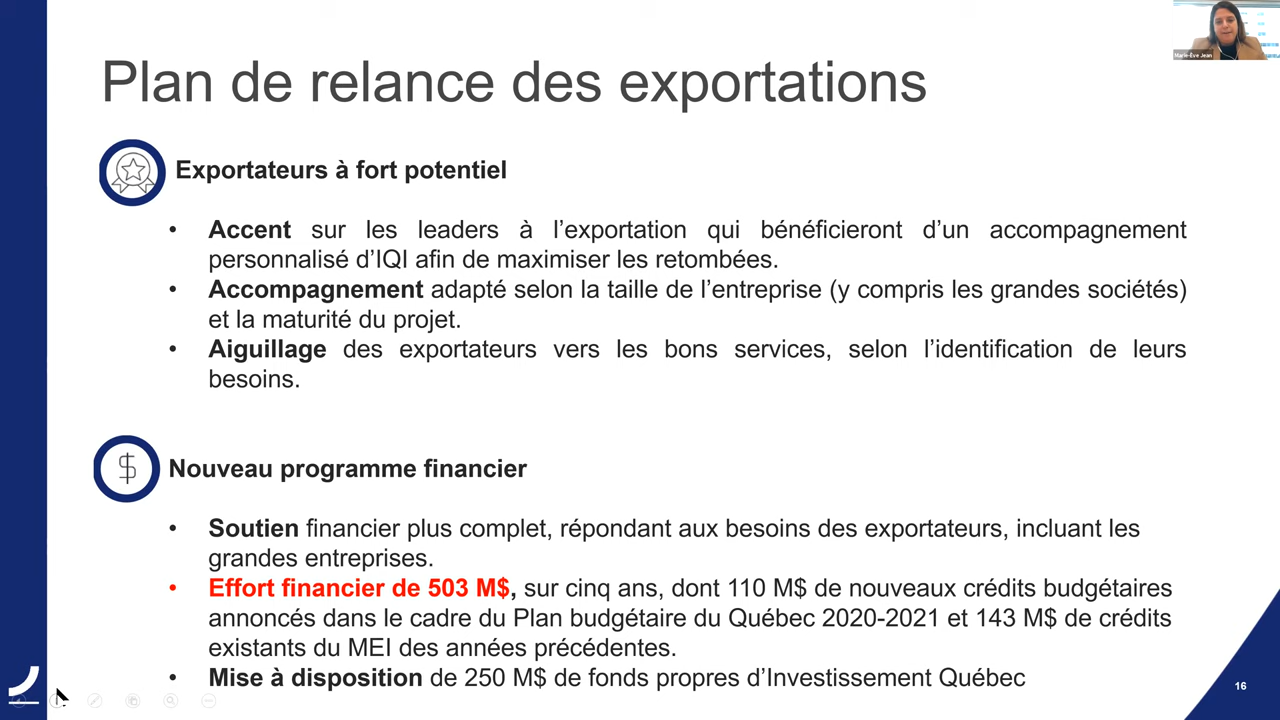 Marie-Ève Jean
Plan de relance des exportations
Exportateurs à fort potentiel
• Accent sur les leaders à l’exportation qui bénéficieront d’un accompagnement
personnalisé d’IQI afin de maximiser les retombées.
• Accompagnement adapté selon la taille de l’entreprise (y compris les grandes sociétés)
et la maturité du projet.
• Aiguillage des exportateurs vers les bons services, selon l’identification de leurs
besoins.
$
Nouveau programme financier
• Soutien financier plus complet, répondant aux besoins des exportateurs, incluant les
grandes entreprises.
• Effort financier de 503 M$, sur cinq ans, dont 110 M$ de nouveaux crédits budgétaires
annoncés dans le cadre du Plan budgétaire du Québec 2020-2021 et 143 M$ de crédits
existants du MEI des années précédentes.
• Mise à disposition de 250 M$ de fonds propres d’Investissement Québec
16